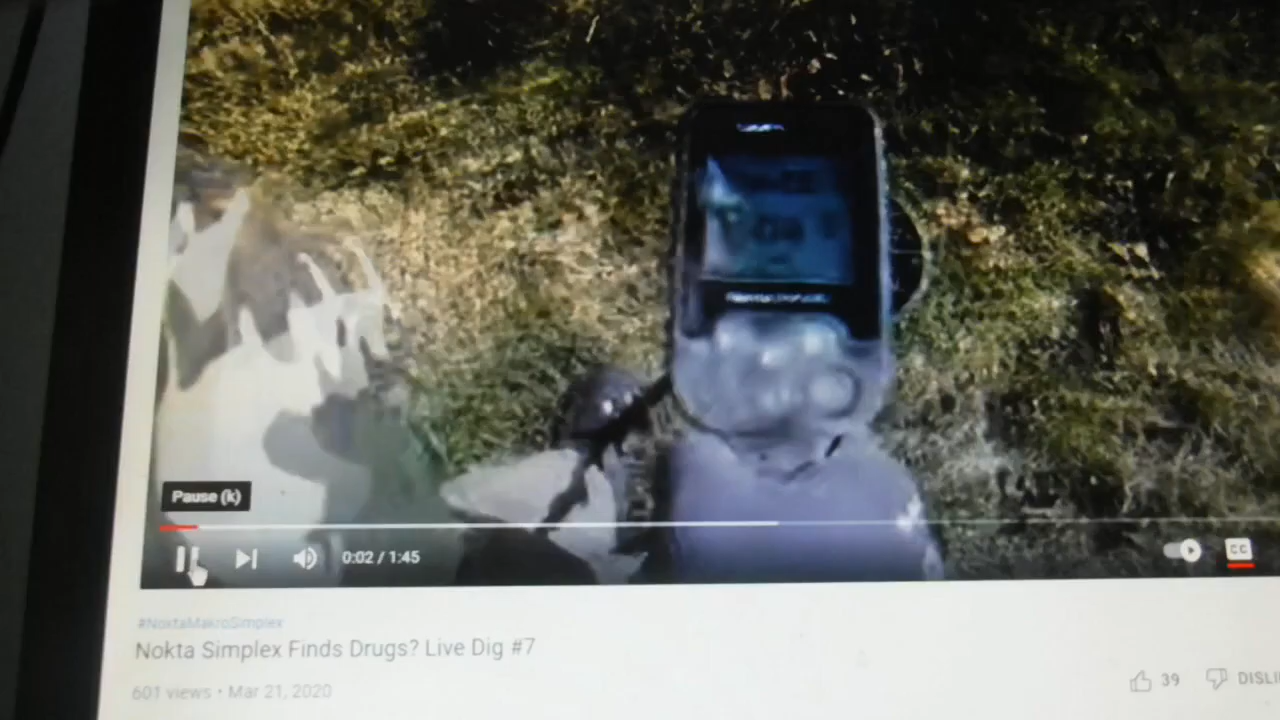 Pause (k)
0:02 / 1:45
CC
#NoktaMakroSimplex
Nokta Simplex Finds Drugs? Live Dig #7
601 views • Mar 21, 2020
39